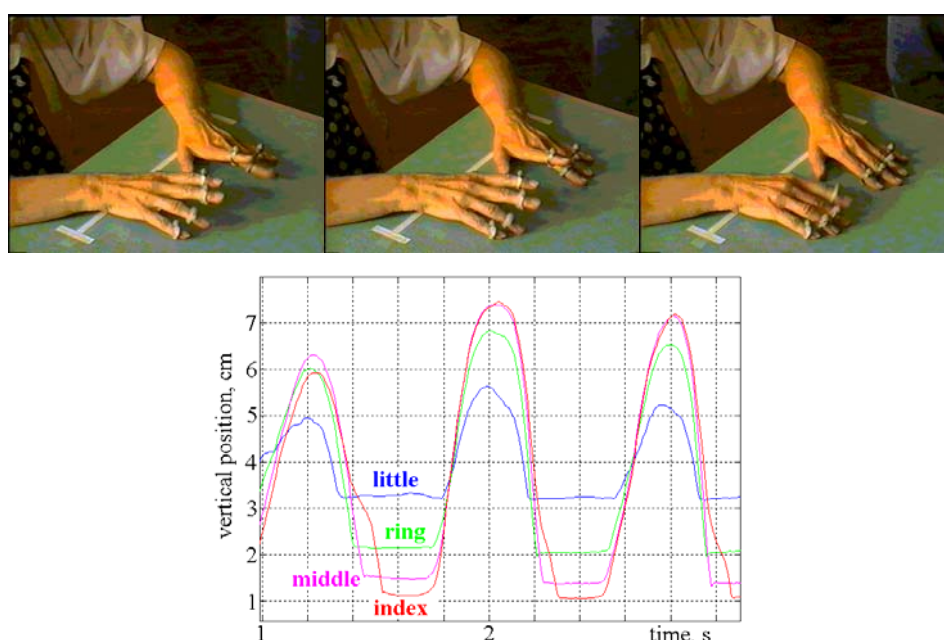 7
6
5
4
3
2
1
vertical position, cm
little
ring
middle
index
1
2
time, s